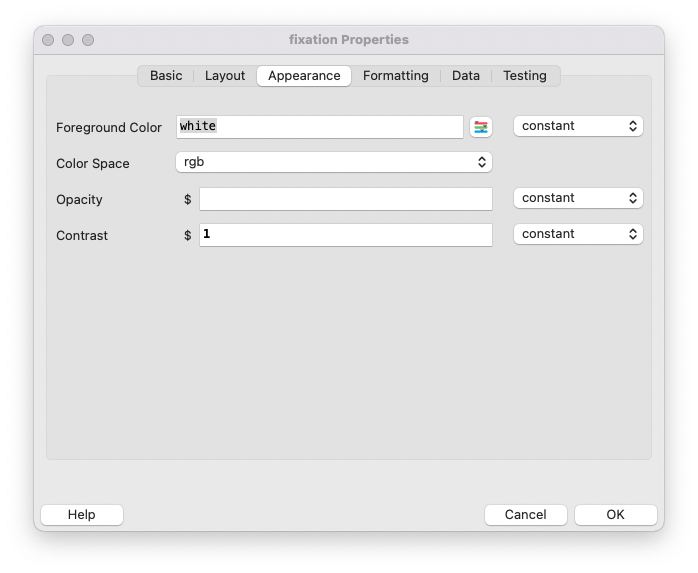 fixation Properties
Basic Layout Appearance Formatting Data Testing
Foreground Color white constant
Color Space rgb
Opacity $ constant
Contrast $ 1 constant
Help Cancel OK